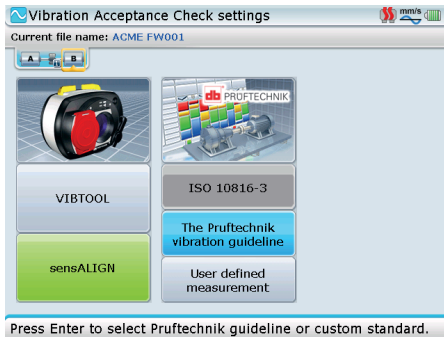 Vibration Acceptance Check settings
mm/s
Current file name: ACME FW001
A
B
db PRÜFTECHNIK
VIBTOOL
ISO 10816-3
The Pruftechnik
vibration guideline
sensALIGN
User defined
measurement
Press Enter to select Pruftechnik guideline or custom standard.